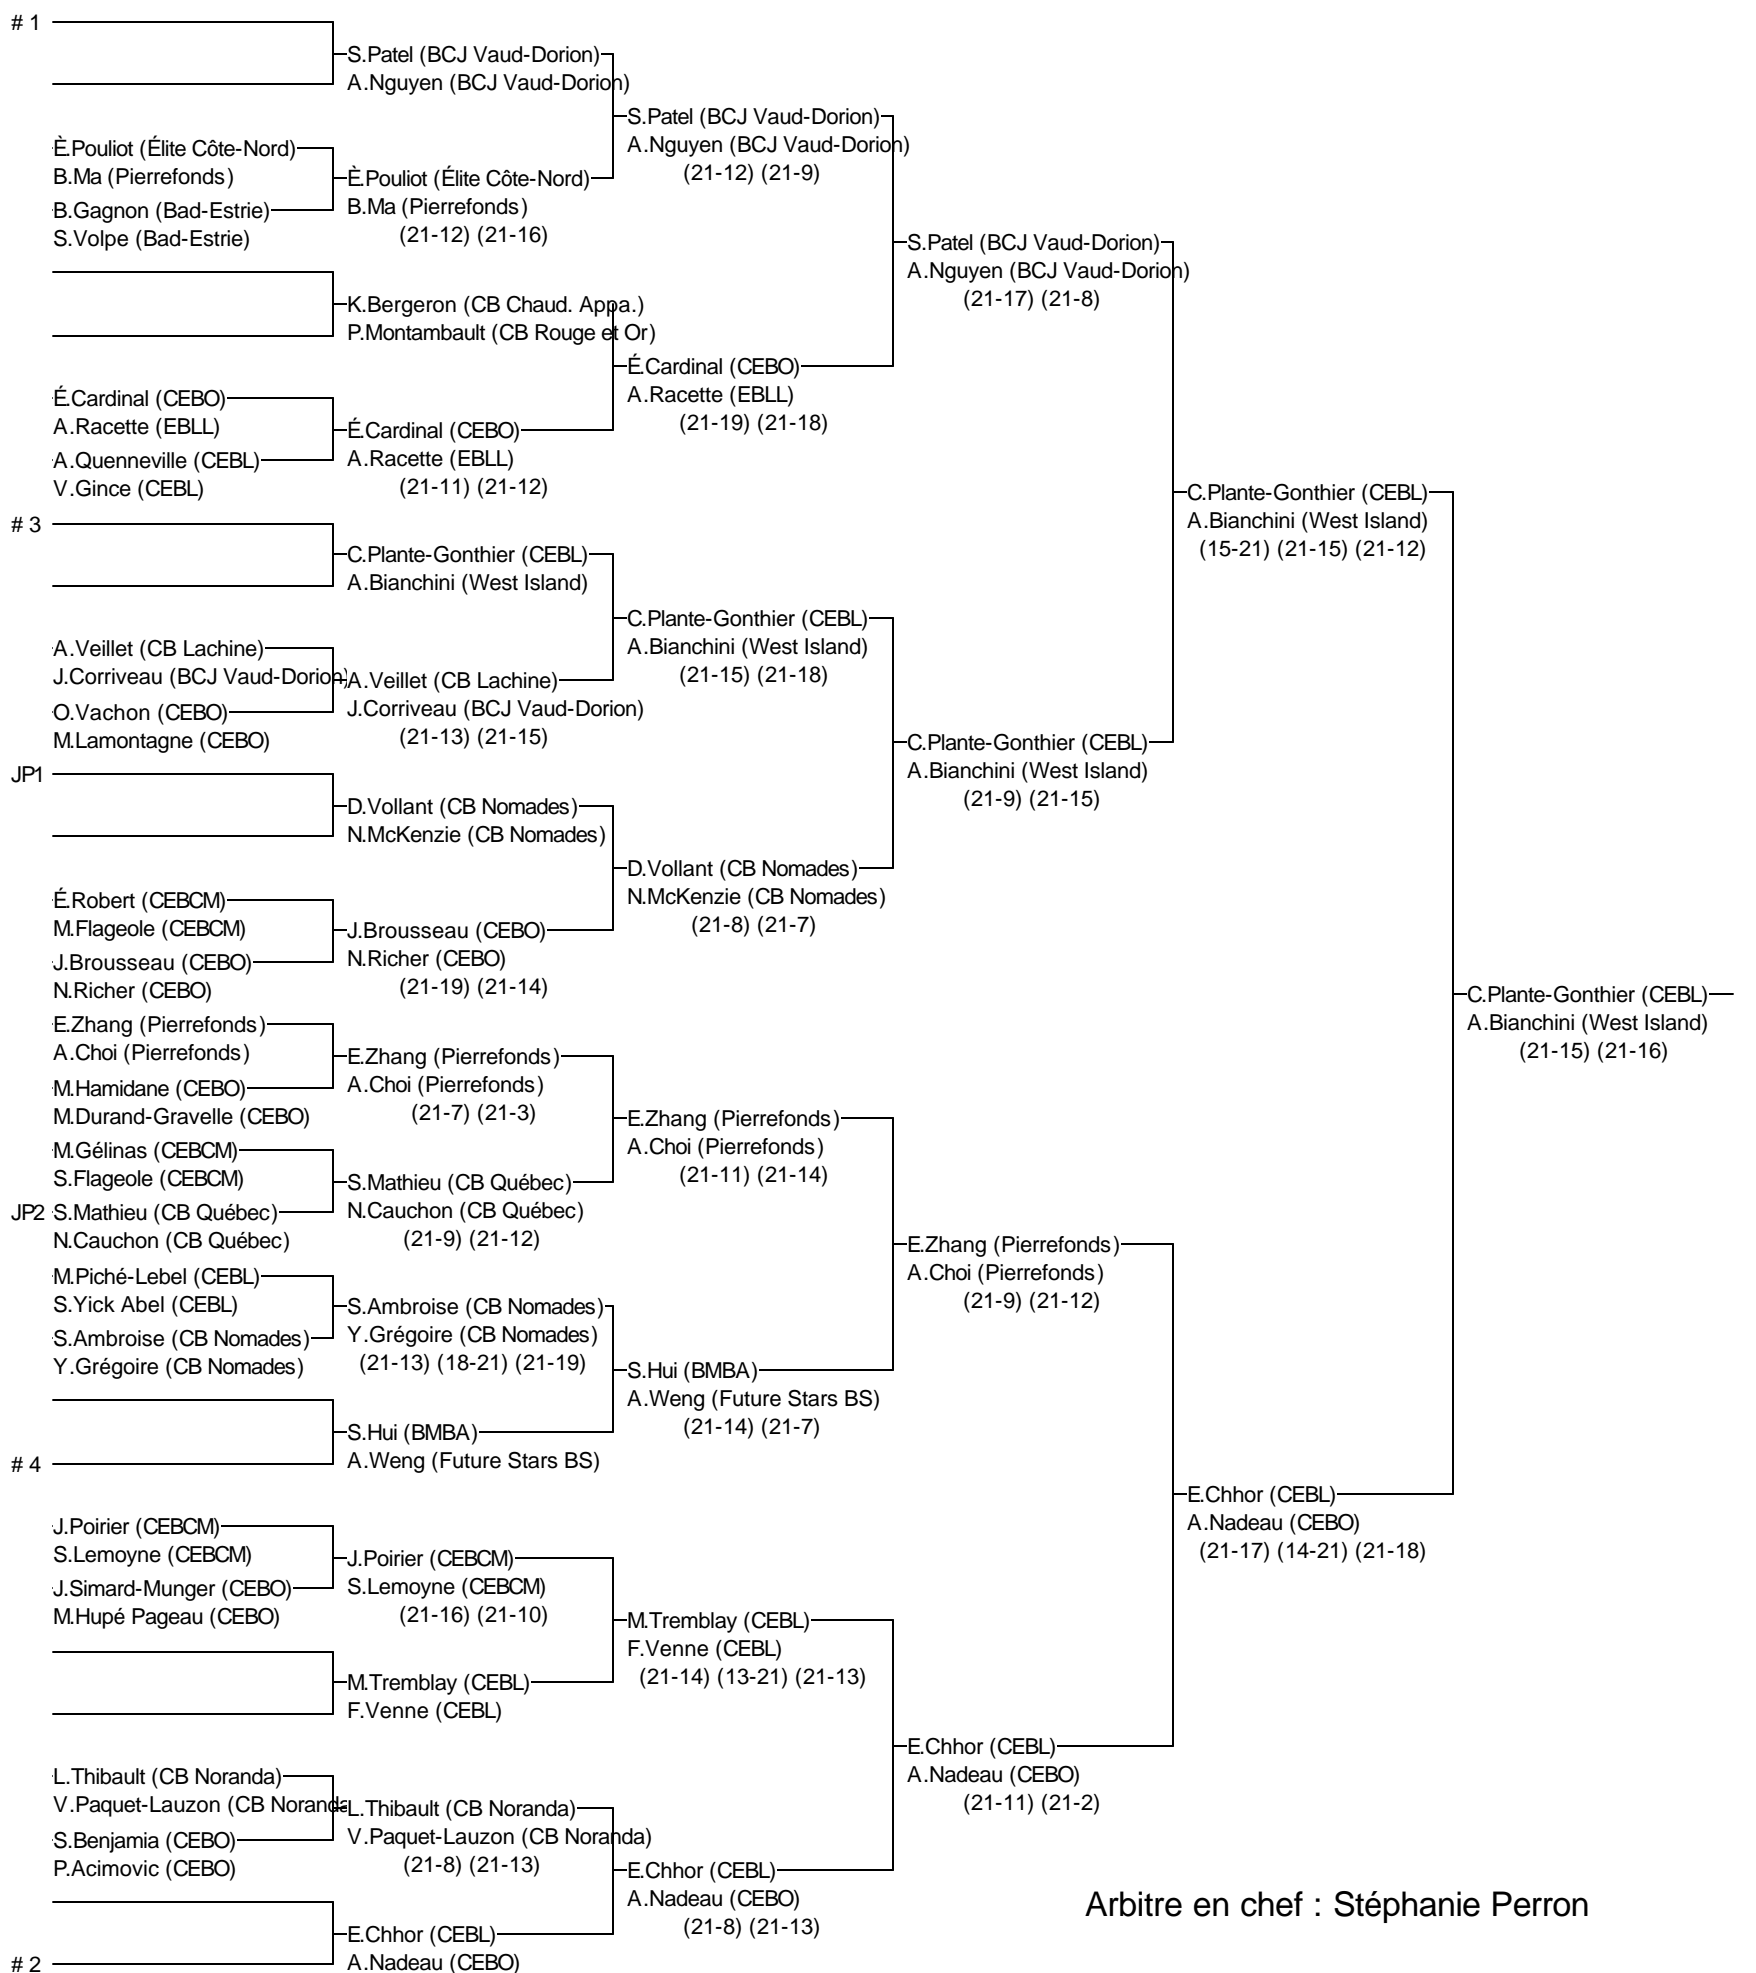 # 1
S.Patel (BCJ Vaud-Dorion)
A.Nguyen (BCJ Vaud-Dorion)
S.Patel (BCJ Vaud-Dorion)
A.Nguyen (BCJ Vaud-Dorion)
(21-12) (21-9)
È.Pouliot (Élite Côte-Nord)
B.Ma (Pierrefonds)
È.Pouliot (Élite Côte-Nord)
B.Ma (Pierrefonds)
(21-12) (21-16)
B.Gagnon (Bad-Estrie)
S.Volpe (Bad-Estrie)
S.Patel (BCJ Vaud-Dorion)
A.Nguyen (BCJ Vaud-Dorion)
(21-17) (21-8)
K.Bergeron (CB Chaud. Appa.)
P.Montambault (CB Rouge et Or)
É.Cardinal (CEBO)
A.Racette (EBLL)
(21-19) (21-18)
É.Cardinal (CEBO)
A.Racette (EBLL)
É.Cardinal (CEBO)
A.Racette (EBLL)
(21-11) (21-12)
A.Quenneville (CEBL)
V.Gince (CEBL)
C.Plante-Gonthier (CEBL)
A.Bianchini (West Island)
(15-21) (21-15) (21-12)
# 3
C.Plante-Gonthier (CEBL)
A.Bianchini (West Island)
C.Plante-Gonthier (CEBL)
A.Bianchini (West Island)
(21-15) (21-18)
A.Veillet (CB Lachine)
J.Corriveau (BCJ Vaud-Dorion)
A.Veillet (CB Lachine)
J.Corriveau (BCJ Vaud-Dorion)
(21-13) (21-15)
O.Vachon (CEBO)
M.Lamontagne (CEBO)
C.Plante-Gonthier (CEBL)
A.Bianchini (West Island)
(21-9) (21-15)
JP1
D.Vollant (CB Nomades)
N.McKenzie (CB Nomades)
D.Vollant (CB Nomades)
N.McKenzie (CB Nomades)
(21-8) (21-7)
É.Robert (CEBCM)
M.Flageole (CEBCM)
J.Brousseau (CEBO)
N.Richer (CEBO)
(21-19) (21-14)
J.Brousseau (CEBO)
N.Richer (CEBO)
C.Plante-Gonthier (CEBL)
A.Bianchini (West Island)
(21-15) (21-16)
E.Zhang (Pierrefonds)
A.Choi (Pierrefonds)
E.Zhang (Pierrefonds)
A.Choi (Pierrefonds)
(21-7) (21-3)
M.Hamidane (CEBO)
M.Durand-Gravelle (CEBO)
E.Zhang (Pierrefonds)
A.Choi (Pierrefonds)
(21-11) (21-14)
M.Gélinas (CEBCM)
S.Flageole (CEBCM)
S.Mathieu (CB Québec)
N.Cauchon (CB Québec)
(21-9) (21-12)
JP2 S.Mathieu (CB Québec)
N.Cauchon (CB Québec)
E.Zhang (Pierrefonds)
A.Choi (Pierrefonds)
(21-9) (21-12)
M.Piché-Lebel (CEBL)
S.Yick Abel (CEBL)
S.Ambroise (CB Nomades)
Y.Grégoire (CB Nomades)
(21-13) (18-21) (21-19)
S.Ambroise (CB Nomades)
Y.Grégoire (CB Nomades)
S.Hui (BMBA)
A.Weng (Future Stars BS)
(21-14) (21-7)
S.Hui (BMBA)
A.Weng (Future Stars BS)
# 4
E.Chhor (CEBL)
A.Nadeau (CEBO)
(21-17) (14-21) (21-18)
J.Poirier (CEBCM)
S.Lemoyne (CEBCM)
J.Poirier (CEBCM)
S.Lemoyne (CEBCM)
(21-16) (21-10)
J.Simard-Munger (CEBO)
M.Hupé Pageau (CEBO)
M.Tremblay (CEBL)
F.Venne (CEBL)
(21-14) (13-21) (21-13)
M.Tremblay (CEBL)
F.Venne (CEBL)
E.Chhor (CEBL)
A.Nadeau (CEBO)
(21-11) (21-2)
L.Thibault (CB Noranda)
V.Paquet-Lauzon (CB Noranda
L.Thibault (CB Noranda)
V.Paquet-Lauzon (CB Noranda)
(21-8) (21-13)
S.Benjamia (CEBO)
P.Acimovic (CEBO)
E.Chhor (CEBL)
A.Nadeau (CEBO)
(21-8) (21-13)
Arbitre en chef : Stéphanie Perron
E.Chhor (CEBL)
A.Nadeau (CEBO)
# 2